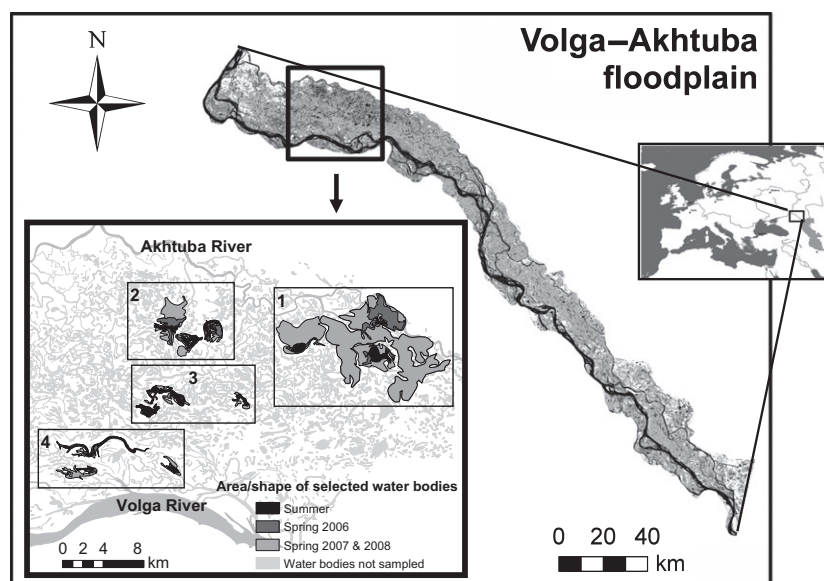 N
Volga–Akhtuba
floodplain
Akhtuba River
2
1
3
4
Volga River
Area/shape of selected water bodies
Summer
Spring 2006
Spring 2007 & 2008
Water bodies not sampled
0 2 4 8
km
0 20 40
km